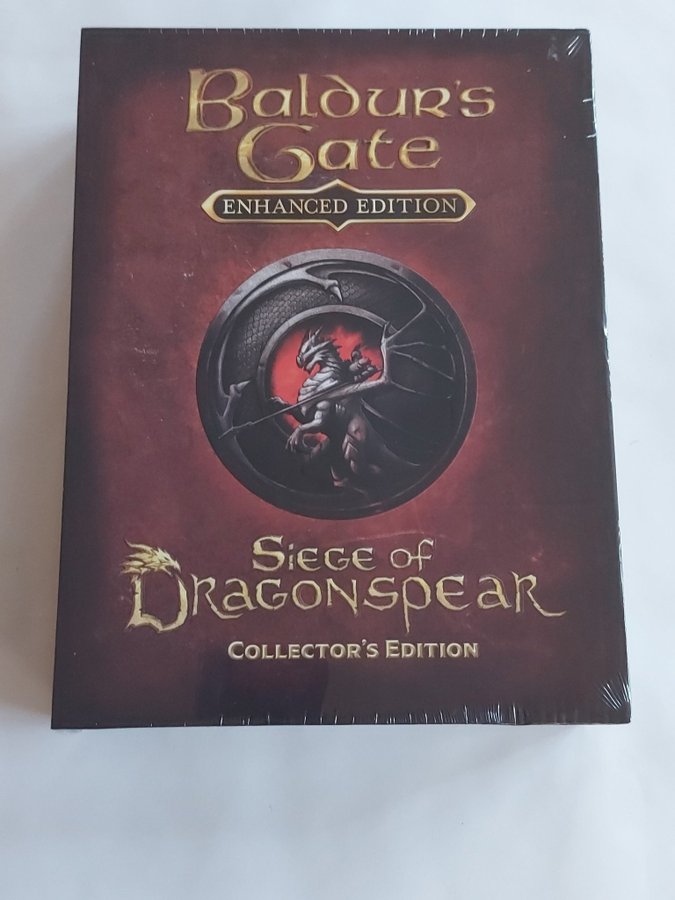 Baldur's
Gate
ENHANCED EDITION
Siege of
Dragonspear
Collector's Edition